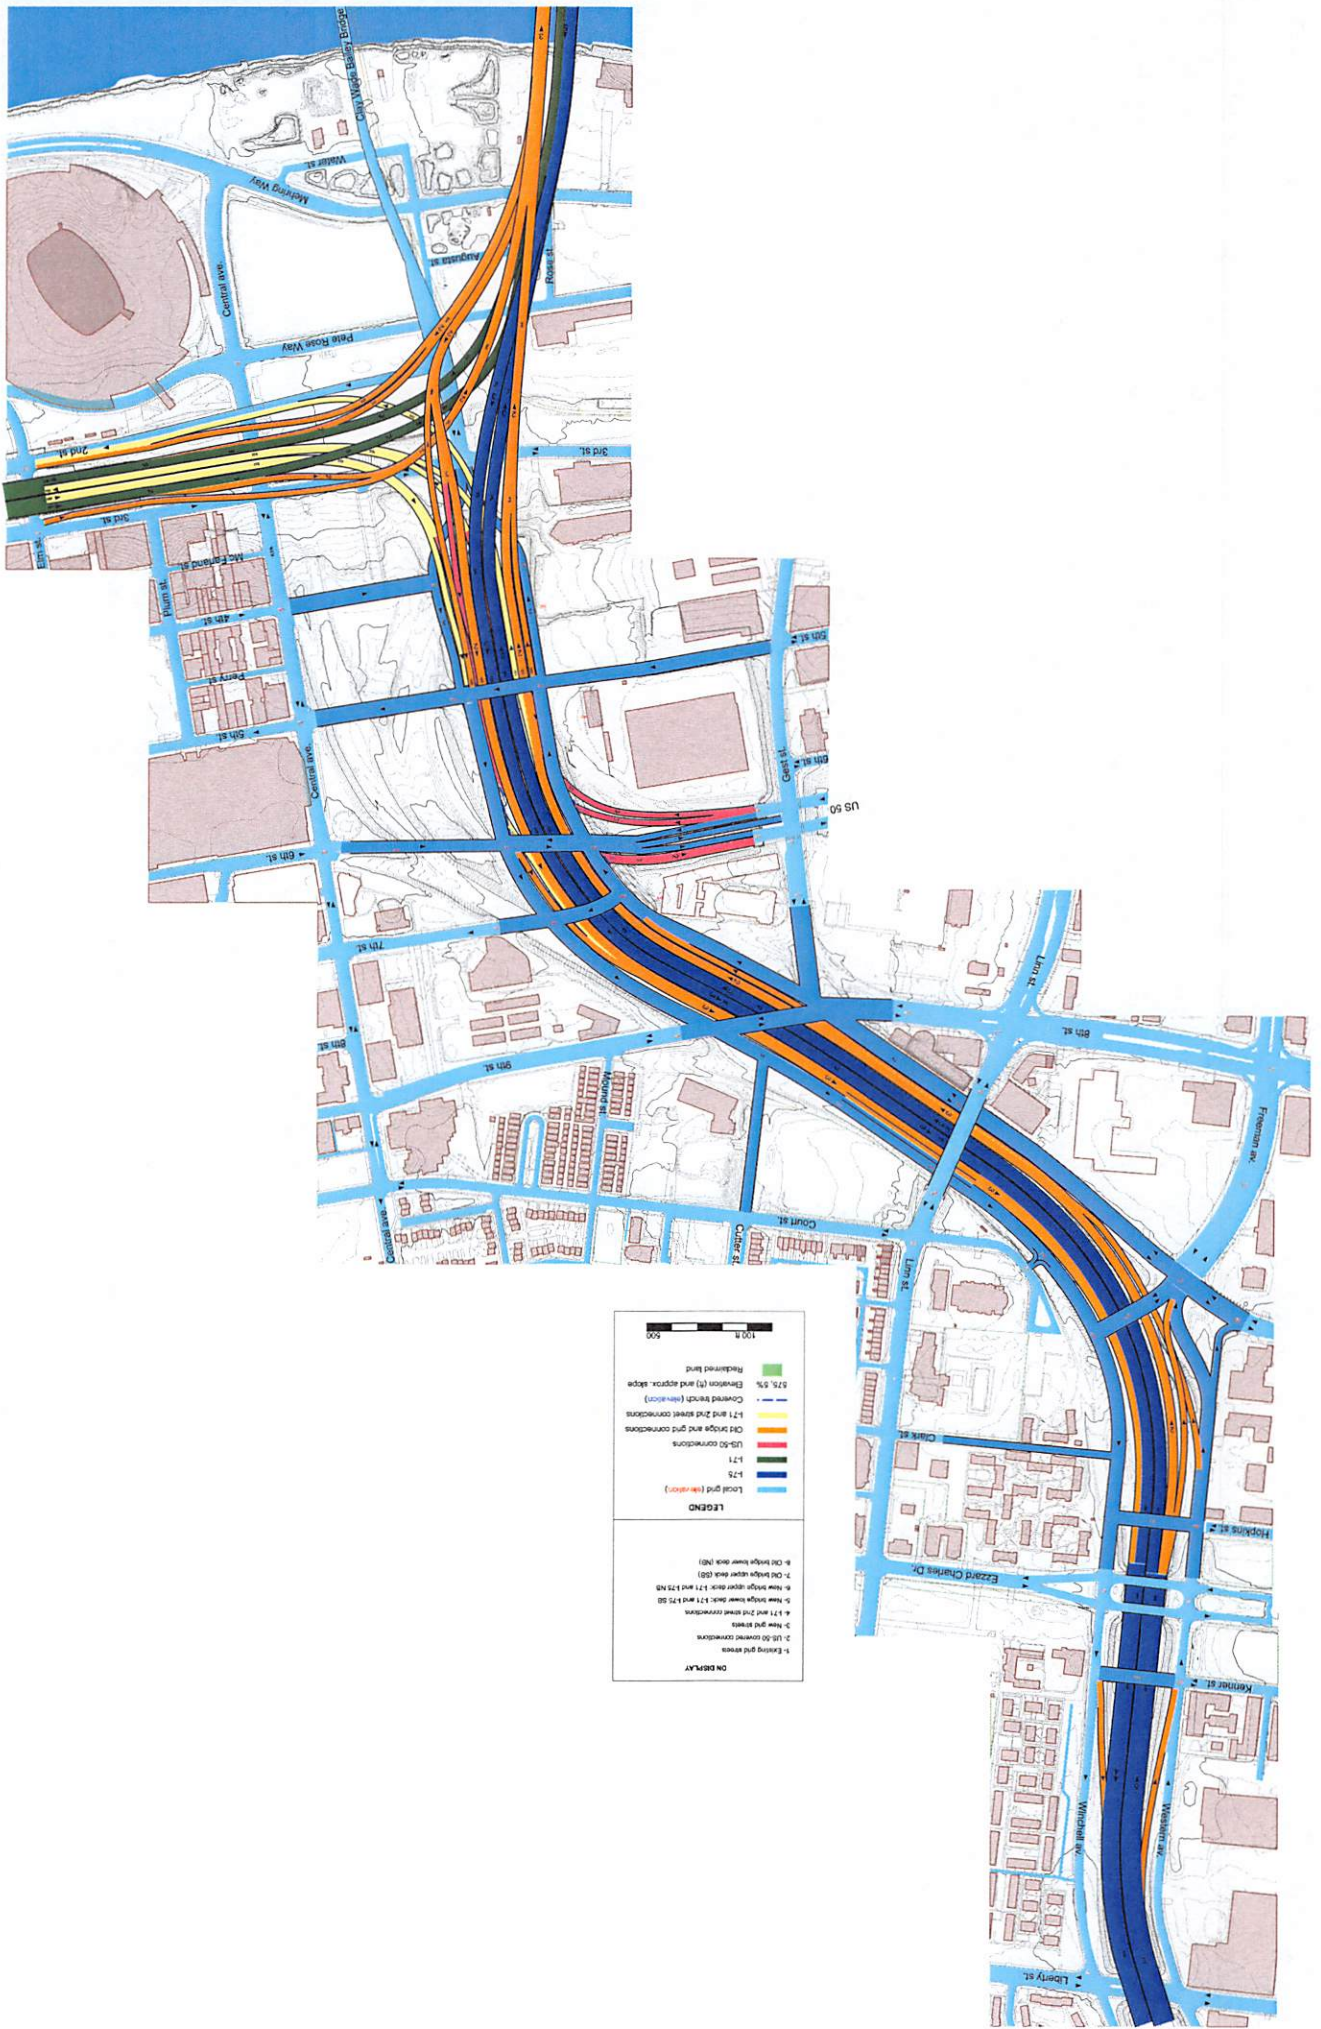 Clay Wade Bailey Bridge
Water st.
Mehring Way
Augusta st
Rose st.
Central ave.
Pete Rose Way
2nd st.
3rd st.
3rd st.
Elm st.
Plum st.
Mc Farland st.
4th st.
Perry st
5th st.
Central ave.
5th st.
6th st.
Gest st.
US 50
6th st.
7th st.
Linn st.
8th st.
8th st.
9th st.
Mound st.
Freeman av.
Central ave.
Court st.
Cutter st.
Linn st.
Clark st.
Hopkins st.
Ezzard Charles Dr.
Kenner st.
Winchell av.
Western av.
Liberty st.
ON DISPLAY
1- Existing grid streets
2- US-50 covered connections
3- New grid streets
4- I-71 and 2nd street connections
5- New bridge lower deck: I-71 and I-75 SB
6- New bridge upper deck: I-71 and I-75 NB
7- Old bridge upper deck (SB)
8- Old bridge lower deck (NB)
LEGEND
Local grid (elevation)
I-75
I-71
US-50 connections
Old bridge and grid connections
I-71 and 2nd street connections
Covered trench (elevation)
575, 5% Elevation (ft) and approx. slope
Reclaimed land
100 ft 500